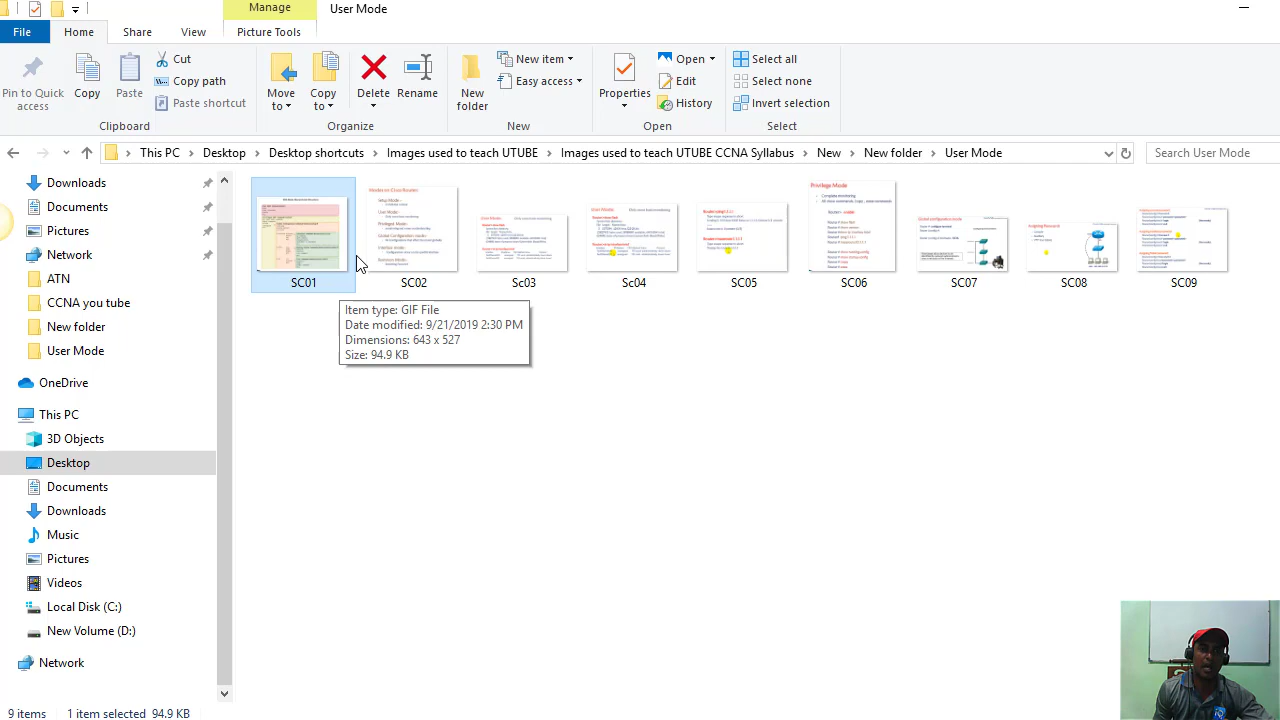 Manage
User Mode
File
Home
Share
View
Picture Tools
Pin to Quick access
Copy
Paste
Cut
Copy path
Paste shortcut
Clipboard
Move to
Copy to
Delete
Rename
Organize
New folder
New item
Easy access
New
Properties
Open
Edit
History
Open
Select all
Select none
Invert selection
Select
This PC > Desktop > Desktop shortcuts > Images used to teach UTUBE > Images used to teach UTUBE CCNA Syllabus > New > New folder > User Mode
Search User Mode
Downloads
Documents
Pictures
Newest
ATN
CCNA you tube
New folder
User Mode
OneDrive
This PC
3D Objects
Desktop
Documents
Downloads
Music
Pictures
Videos
Local Disk (C:)
New Volume (D:)
Network
Privilege Mode
SC01
SC02
Sc03
Sc04
SC05
SC06
SC07
SC08
SC09
Item type: GIF File
Date modified: 9/21/2019 2:30 PM
Dimensions: 643 x 527
Size: 94.9 KB
9 items
1 item selected 94.9 KB